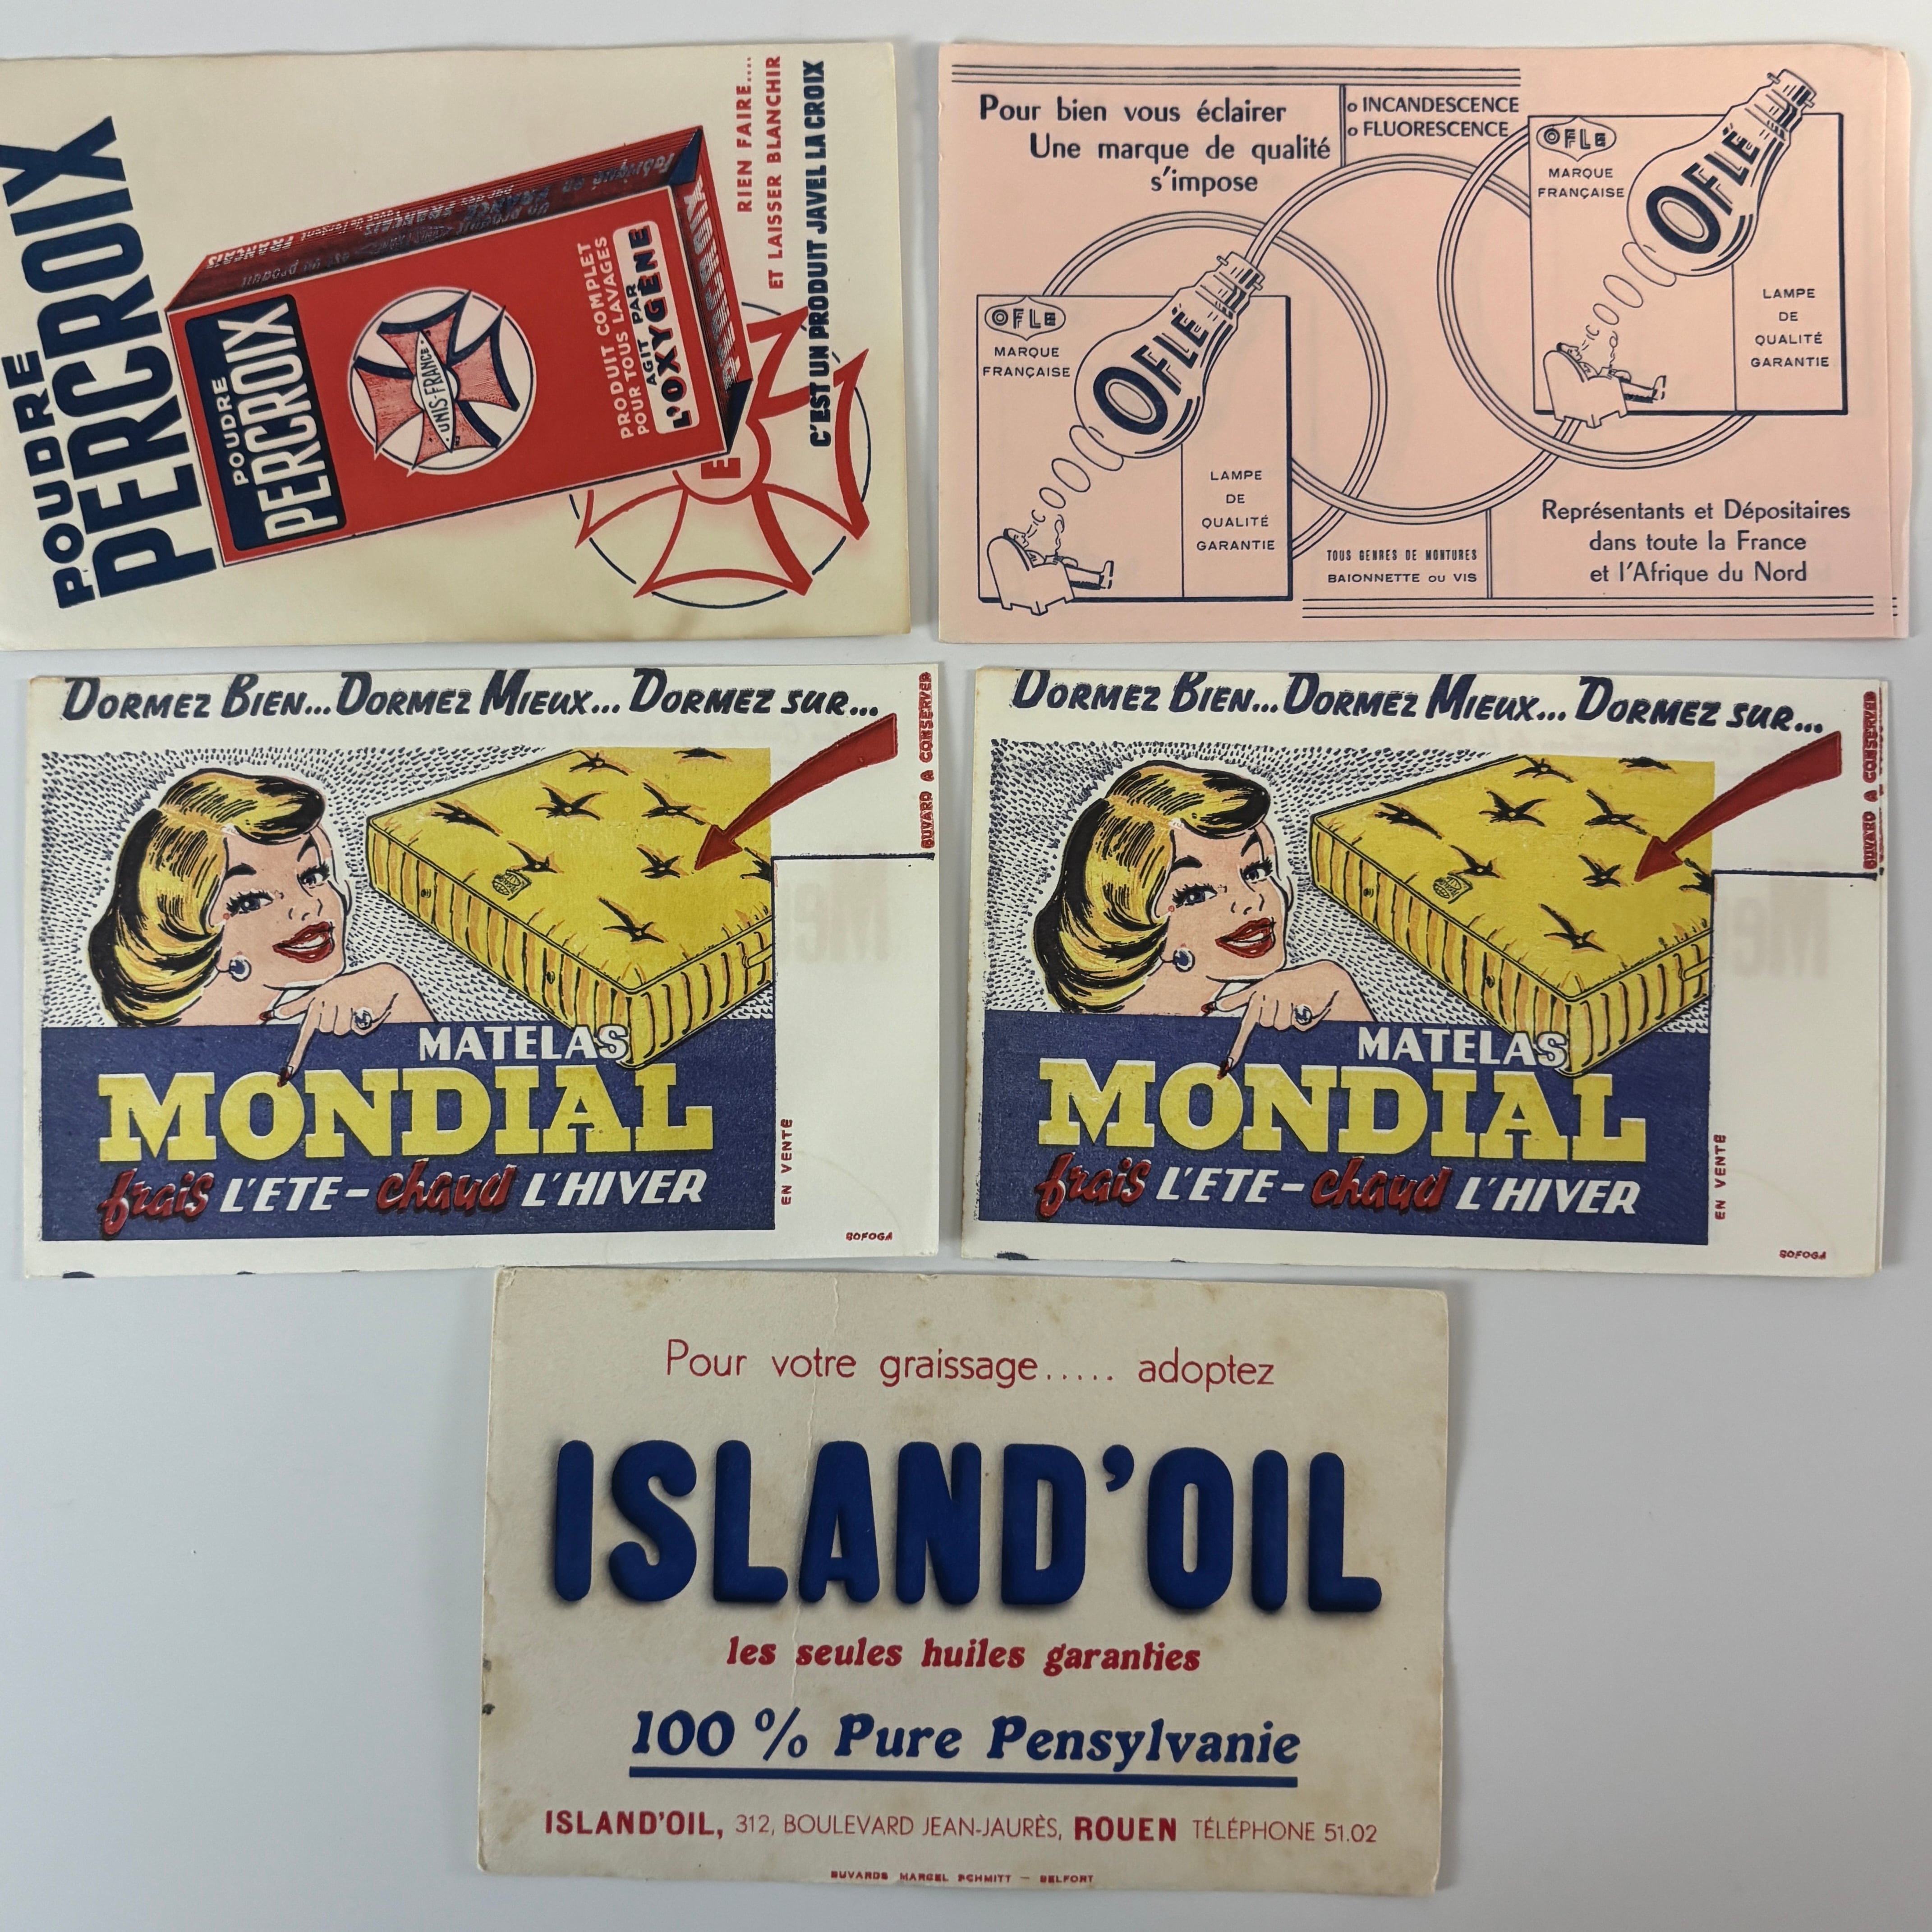 POUDRE
PERCROIX
POUDRE
PERCROIX
UNIS-FRANCE
PRODUIT COMPLET
POUR TOUS LAVAGES
AGIT PAR
L'OXYGÈNE
PERCROIX
RIEN FAIRE....
ET LAISSER BLANCHIR
C'EST UN PRODUIT JAVEL LA CROIX
Pour bien vous éclairer
Une marque de qualité
s'impose
o INCANDESCENCE
o FLUORESCENCE
OFLE
MARQUE
FRANÇAISE
OFLE
LAMPE
DE
QUALITÉ
GARANTIE
OFLE
MARQUE
FRANÇAISE
OFLE
LAMPE
DE
QUALITÉ
GARANTIE
TOUS GENRES DE MONTURES
BAIONNETTE OU VIS
Représentants et Dépositaires
dans toute la France
et l'Afrique du Nord
DORMEZ BIEN... DORMEZ MIEUX... DORMEZ SUR...
BUVARD A CONSERVER
MATELAS
MONDIAL
frais L'ETE - chaud L'HIVER
EN VENTE
SOFOGA
DORMEZ BIEN... DORMEZ MIEUX... DORMEZ SUR...
BUVARD A CONSERVER
MATELAS
MONDIAL
frais L'ETE - chaud L'HIVER
EN VENTE
SOFOGA
Pour votre graissage..... adoptez
ISLAND'OIL
les seules huiles garanties
100 % Pure Pensylvanie
ISLAND'OIL, 312, BOULEVARD JEAN-JAURÈS, ROUEN TÉLÉPHONE 51.02
BUVARDS MARCEL SCHMITT — BELFORT